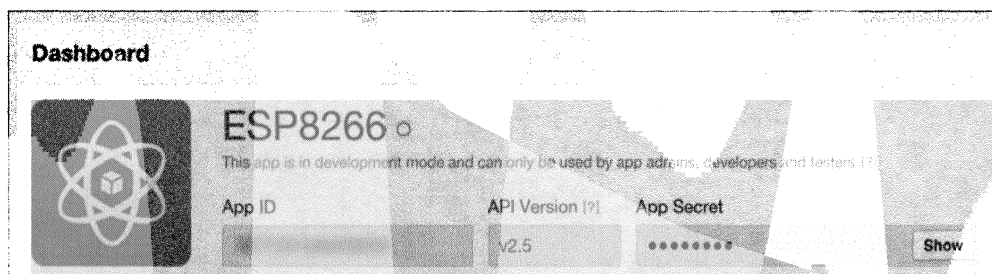 Dashboard
ESP8266
This app is in development mode and can only be used by app admins, developers and testers [?]
App ID API Version [?] App Secret
v2.5 ●●●●●●●● Show